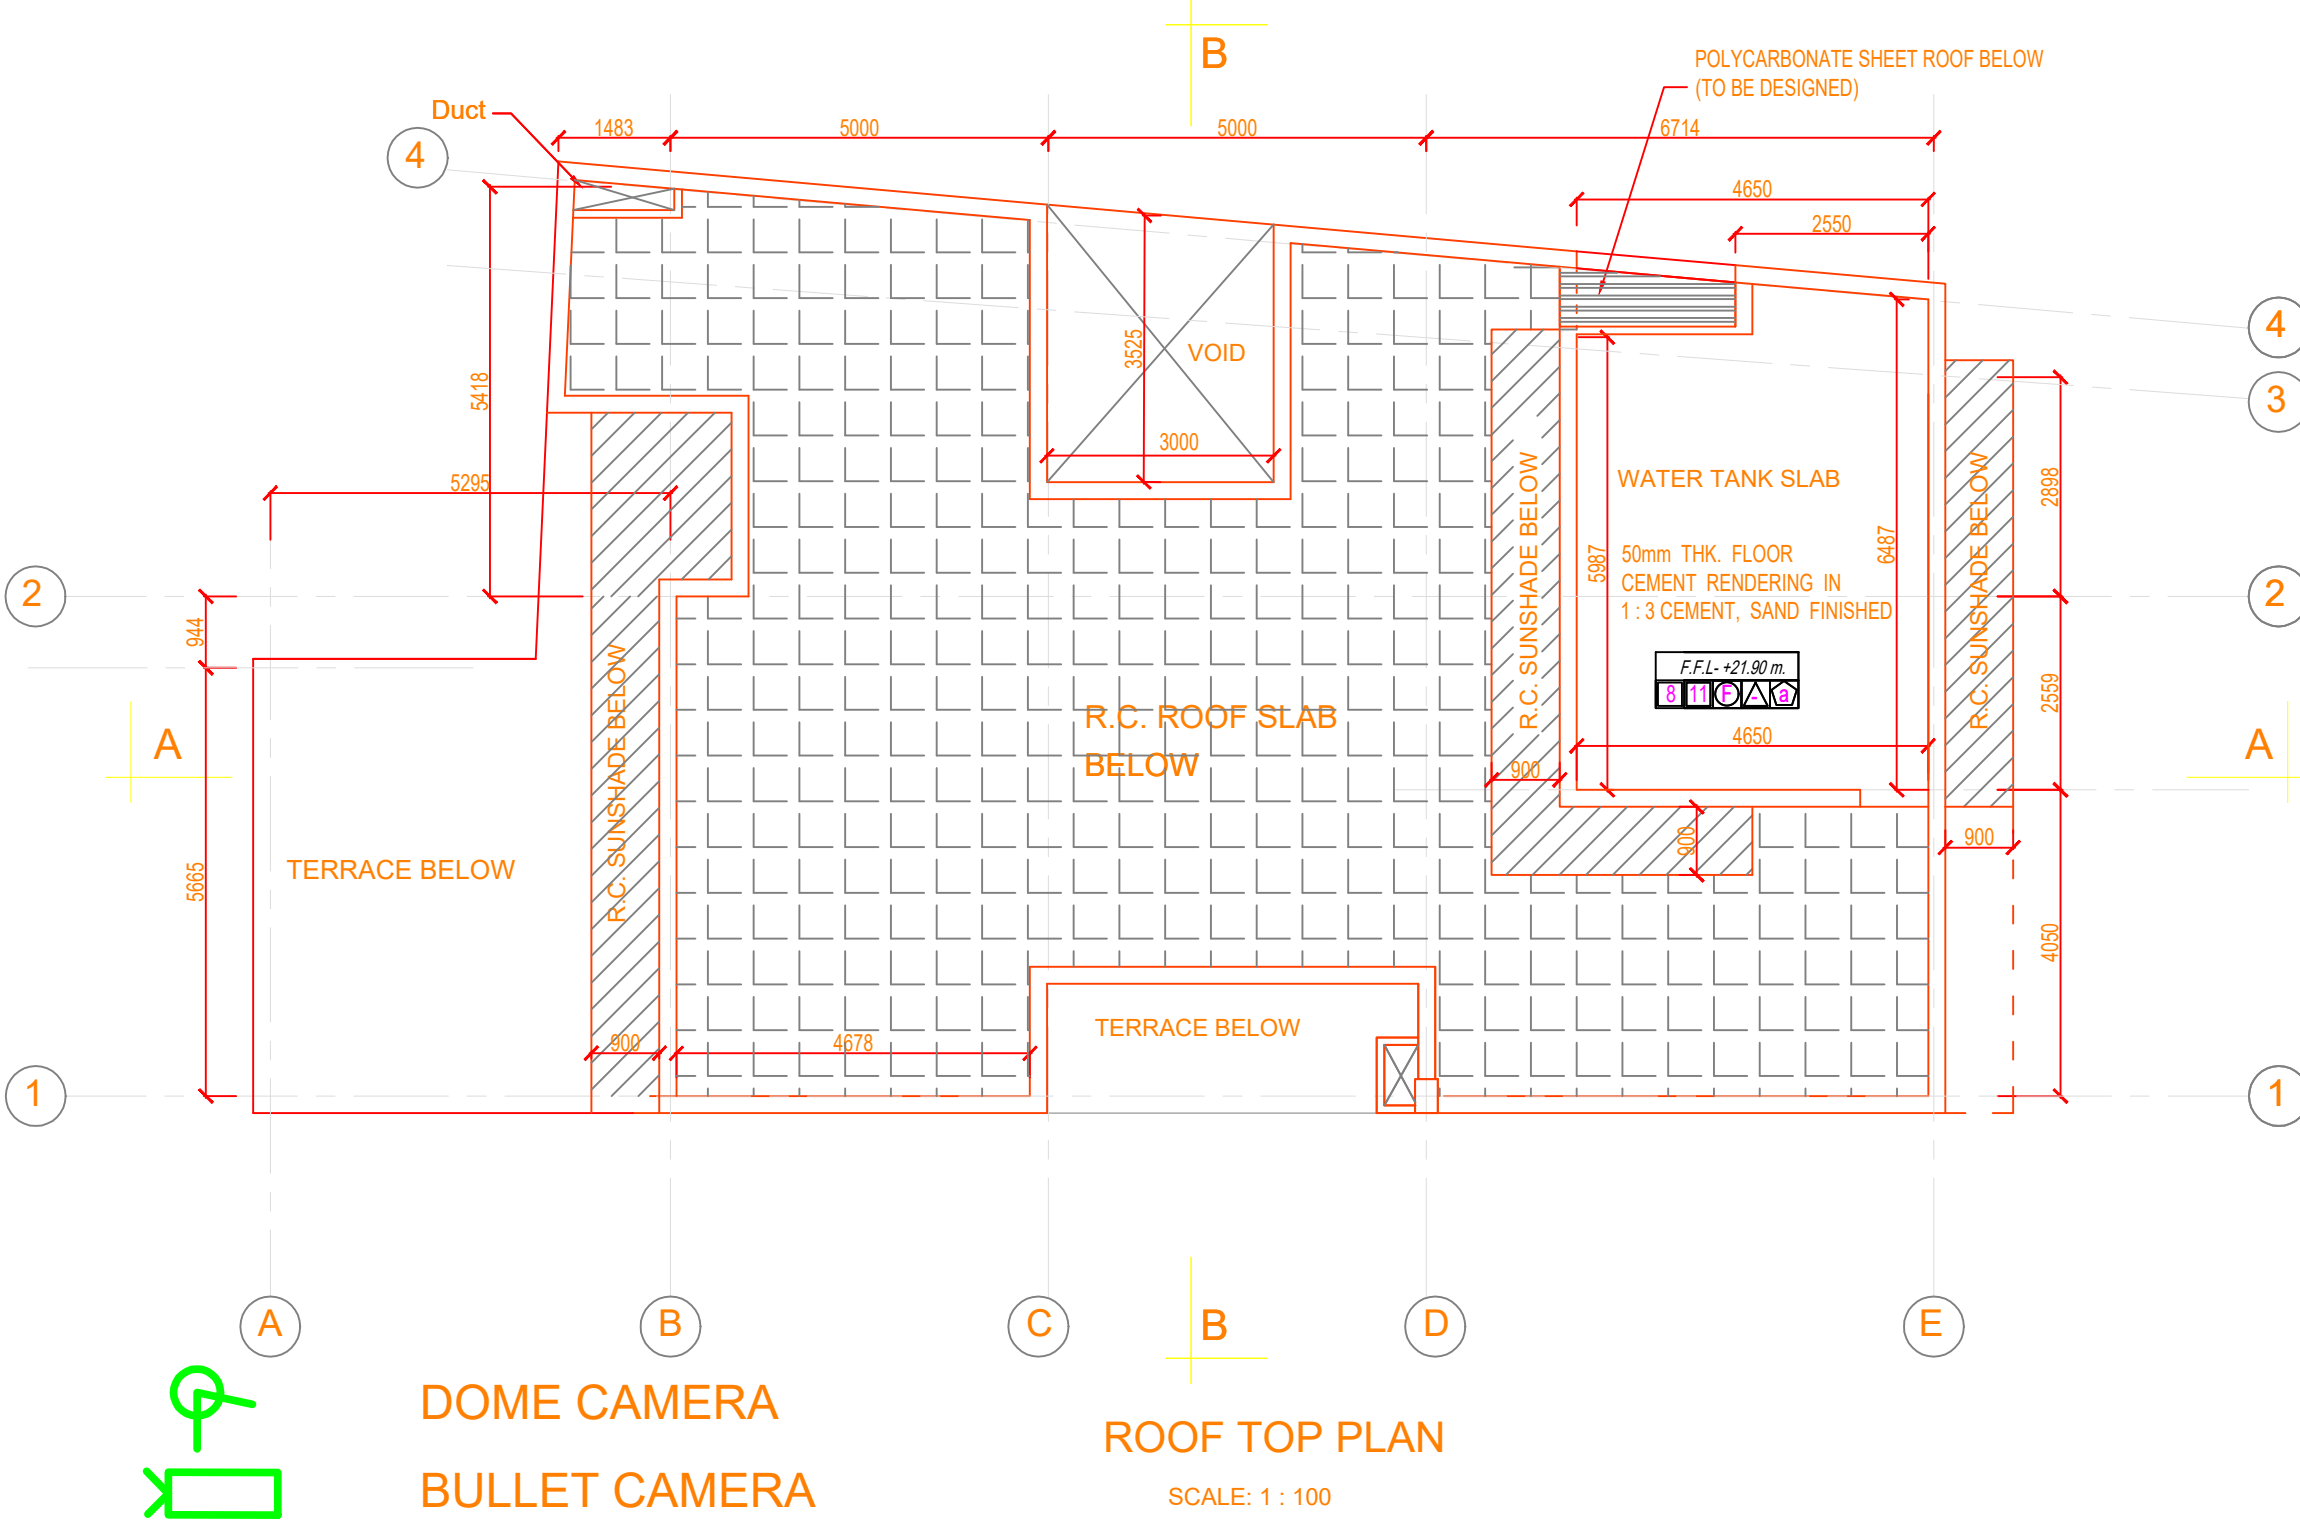 B
POLYCARBONATE SHEET ROOF BELOW
(TO BE DESIGNED)
Duct
1483
5000
5000
6714
4
4650
2550
4
3525
VOID
3
5418
3000
5295
WATER TANK SLAB
2898
R.C. SUNSHADE BELOW
R.C. SUNSHADE BELOW
5987
6487
50mm THK. FLOOR
CEMENT RENDERING IN
1 : 3 CEMENT, SAND FINISHED
2
2
944
F.F.L- +21.90 m.
8 11 F - a
2559
R.C. SUNSHADE BELOW
R.C. ROOF SLAB
BELOW
A
A
4650
900
900
900
TERRACE BELOW
5665
4050
TERRACE BELOW
900
4678
1
1
A
B
C
B
D
E
DOME CAMERA
ROOF TOP PLAN
BULLET CAMERA
SCALE: 1 : 100